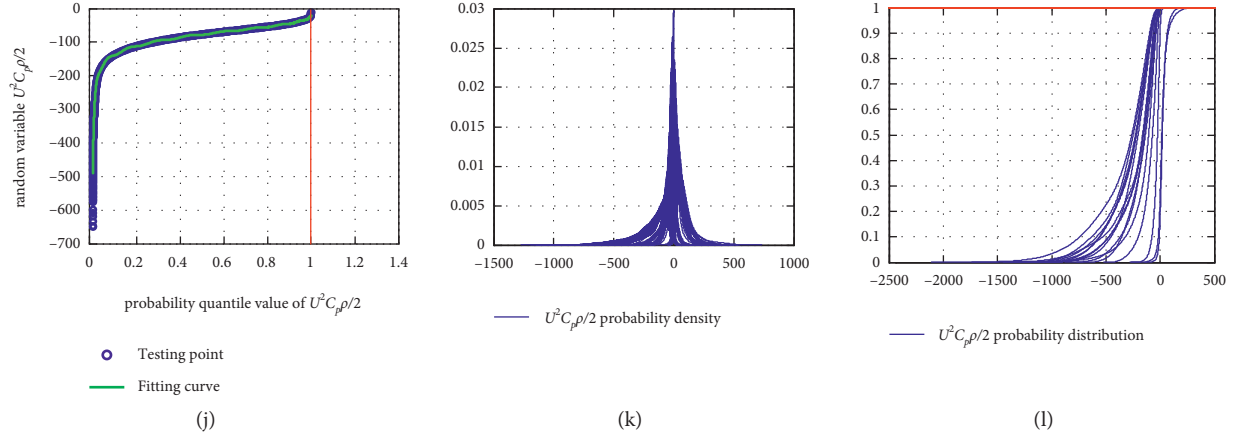 random variable U²Cₚρ/2
0
−100
−200
−300
−400
−500
−600
−700
0 0.2 0.4 0.6 0.8 1 1.2 1.4
probability quantile value of U²Cₚρ/2
Testing point
Fitting curve
(j)
0.03
0.025
0.02
0.015
0.01
0.005
0
−1500 −1000 −500 0 500 1000
U²Cₚρ/2 probability density
(k)
1
0.9
0.8
0.7
0.6
0.5
0.4
0.3
0.2
0.1
0
−2500 −2000 −1500 −1000 −500 0 500
U²Cₚρ/2 probability distribution
(l)